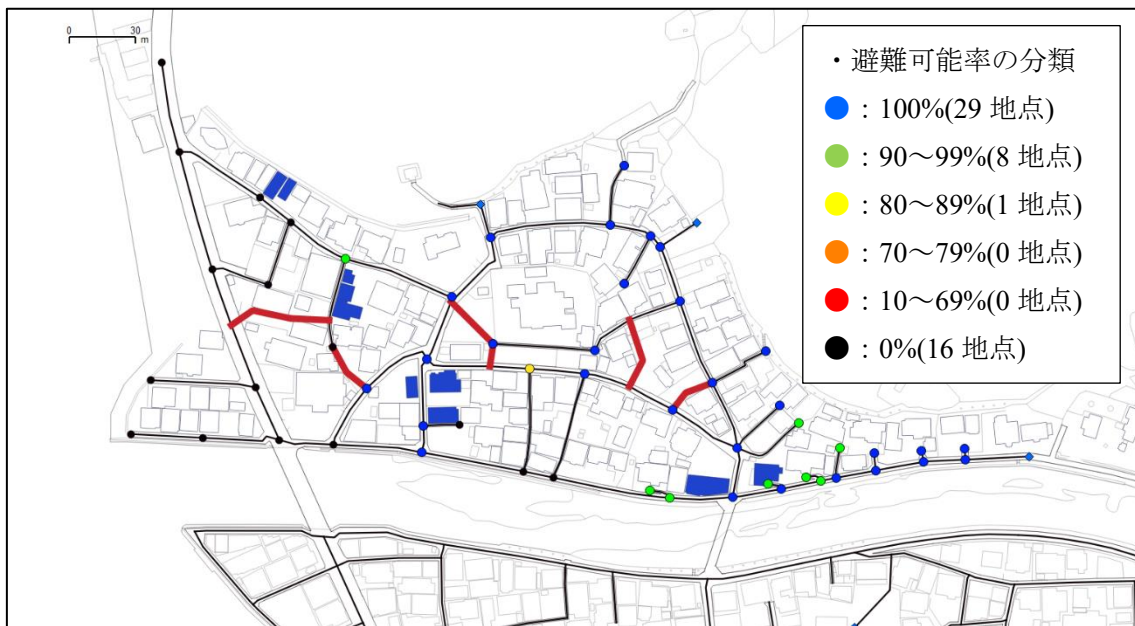 0 30
m
・避難可能率の分類
：100%(29 地点)
：90～99%(8 地点)
：80～89%(1 地点)
：70～79%(0 地点)
：10～69%(0 地点)
：0%(16 地点)